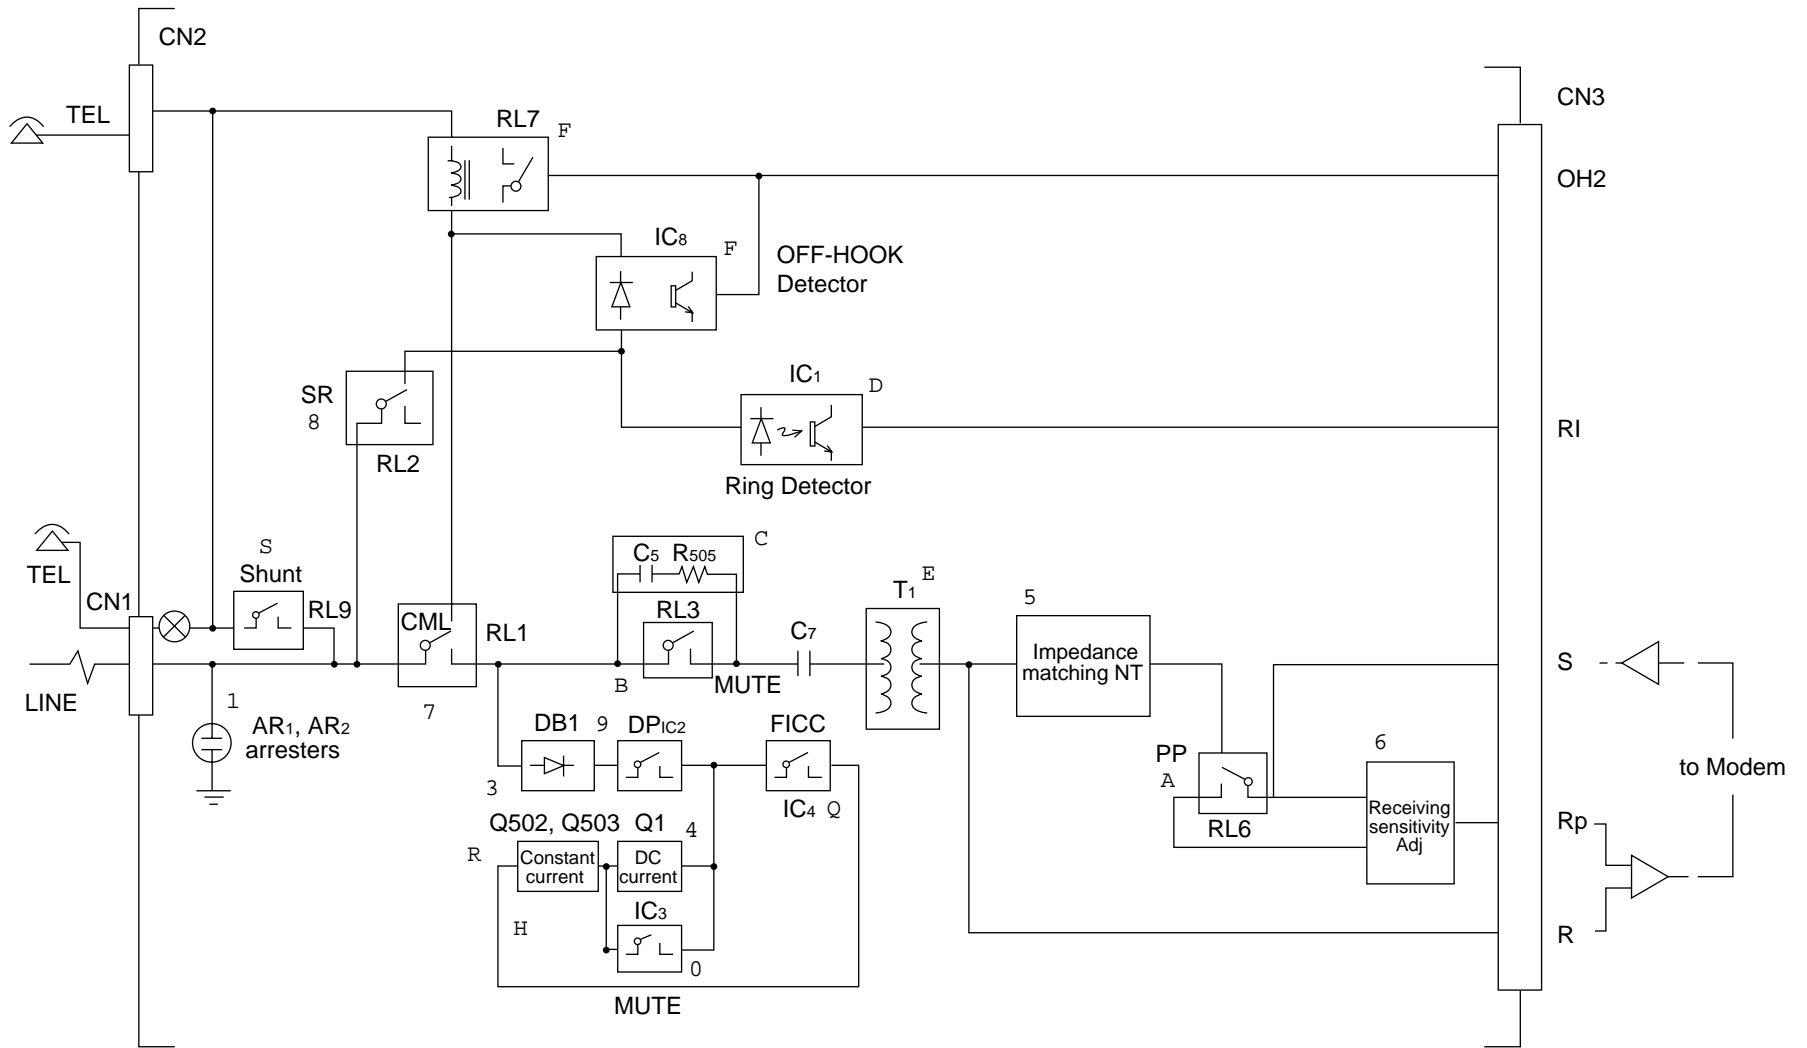 CN2
CN3
TEL
RL7
F
OH2
IC8
F
OFF-HOOK
Detector
SR
8
RL2
IC1
D
RI
Ring Detector
TEL
CN1
S
Shunt
RL9
C
C5 R505
T1
E
CML
RL1
RL3
C7
5
Impedance
matching NT
S
LINE
7
B
MUTE
1
AR1, AR2
arresters
DB1
9
DPIC2
FICC
PP
A
RL6
6
Receiving
sensitivity
Adj
to Modem
3
IC4
Q
Rp
Q502, Q503
Q1
4
R
Constant
current
DC
current
H
IC3
0
R
MUTE